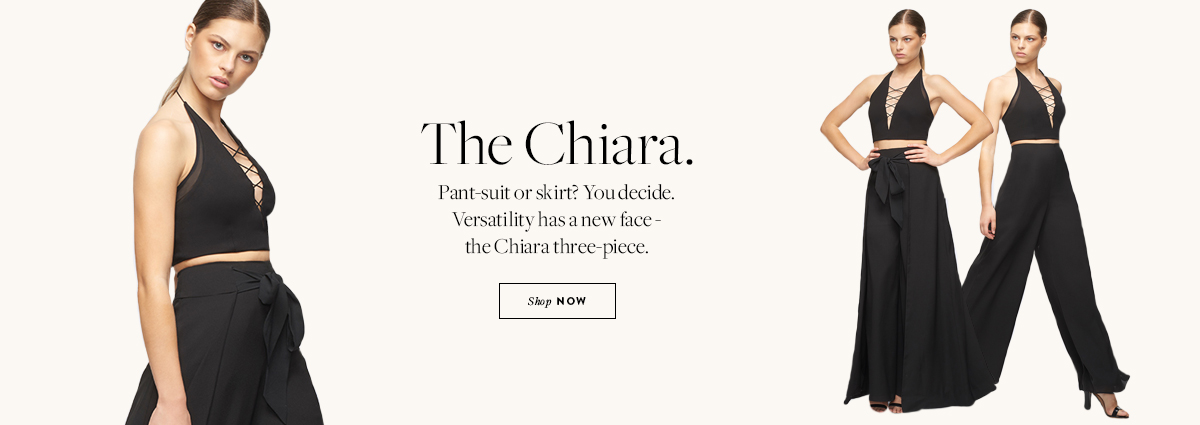 The Chiara.
Pant-suit or skirt? You decide.
Versatility has a new face -
the Chiara three-piece.
Shop NOW